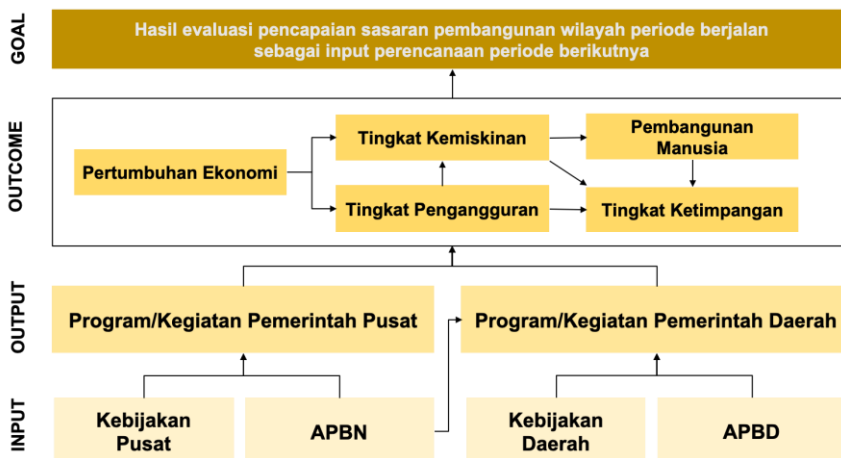 GOAL
Hasil evaluasi pencapaian sasaran pembangunan wilayah periode berjalan
sebagai input perencanaan periode berikutnya
OUTCOME
Pertumbuhan Ekonomi
Tingkat Kemiskinan
Pembangunan
Manusia
Tingkat Pengangguran
Tingkat Ketimpangan
OUTPUT
Program/Kegiatan Pemerintah Pusat
Program/Kegiatan Pemerintah Daerah
INPUT
Kebijakan
Pusat
APBN
Kebijakan
Daerah
APBD